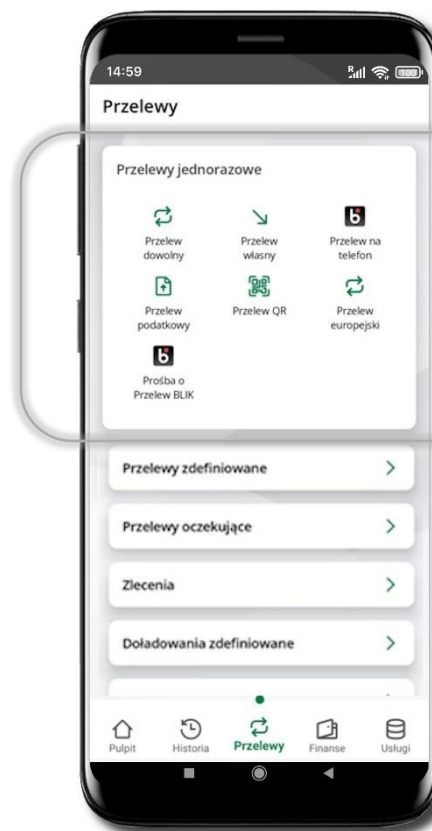 14:59
R
100
Przelewy
Przelewy jednorazowe
Przelew
dowolny
Przelew
własny
Przelew na
telefon
Przelew
podatkowy
Przelew QR
Przelew
europejski
Prośba o
Przelew BLIK
Przelewy zdefiniowane
Przelewy oczekujące
Zlecenia
Doładowania zdefiniowane
Pulpit
Historia
Przelewy
Finanse
Usługi